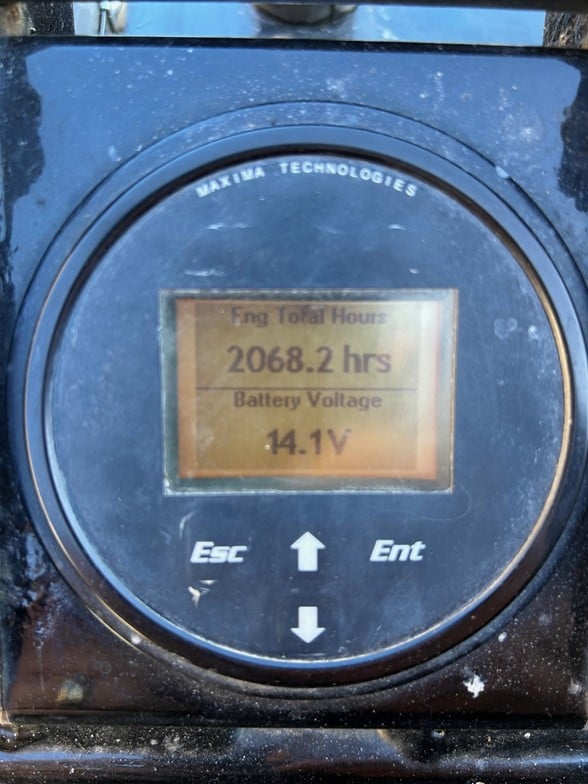 MAXIMA TECHNOLOGIES
Eng Total Hours
2068.2 hrs
Battery Voltage
14.1V
Esc Ent